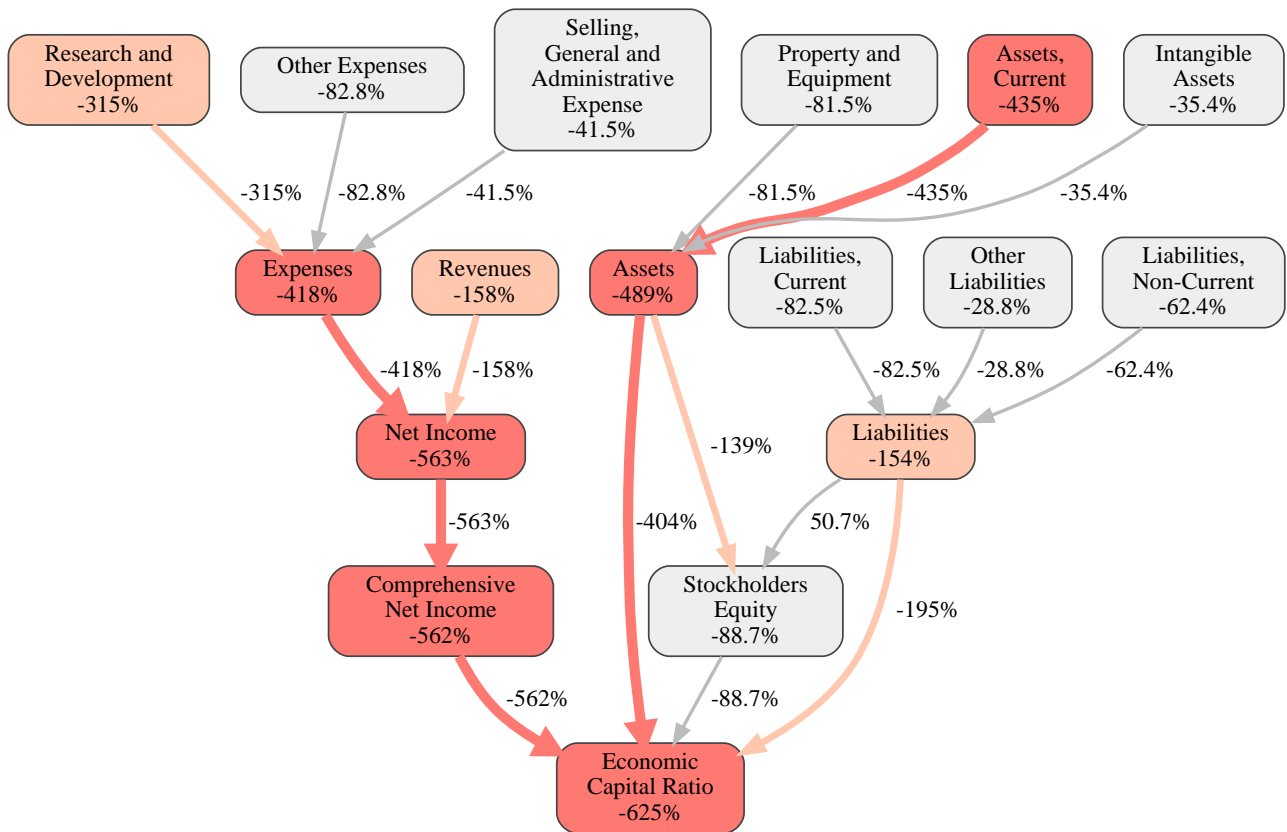 Research and
Development
-315%
Other Expenses
-82.8%
Selling,
General and
Administrative
Expense
-41.5%
Property and
Equipment
-81.5%
Assets,
Current
-435%
Intangible
Assets
-35.4%
-315%
-82.8%
-41.5%
-81.5%
-435%
-35.4%
Expenses
-418%
Revenues
-158%
Assets
-489%
Liabilities,
Current
-82.5%
Other
Liabilities
-28.8%
Liabilities,
Non-Current
-62.4%
-418%
-158%
-82.5%
-28.8%
-62.4%
Net Income
-563%
-139%
Liabilities
-154%
-563%
-404%
50.7%
Comprehensive
Net Income
-562%
Stockholders
Equity
-88.7%
-195%
-562%
-88.7%
Economic
Capital Ratio
-625%